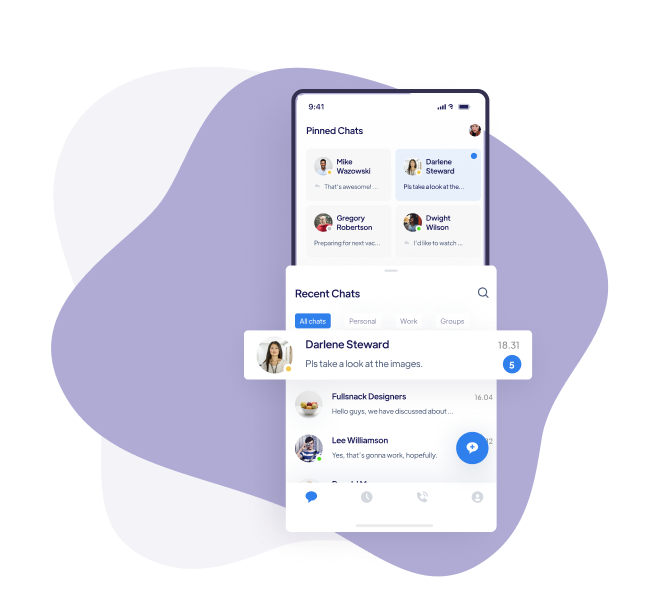 9:41
Pinned Chats
Mike
Wazowski
That's awesome! ...
Darlene
Steward
Pls take a look at the...
Gregory
Robertson
Preparing for next vac...
Dwight
Wilson
I'd like to watch ...
Recent Chats
All chats
Personal
Work
Groups
Darlene Steward
18.31
Pls take a look at the images.
5
Fullsnack Designers
16.04
Hello guys, we have discussed about ...
Lee Williamson
12
Yes, that's gonna work, hopefully.